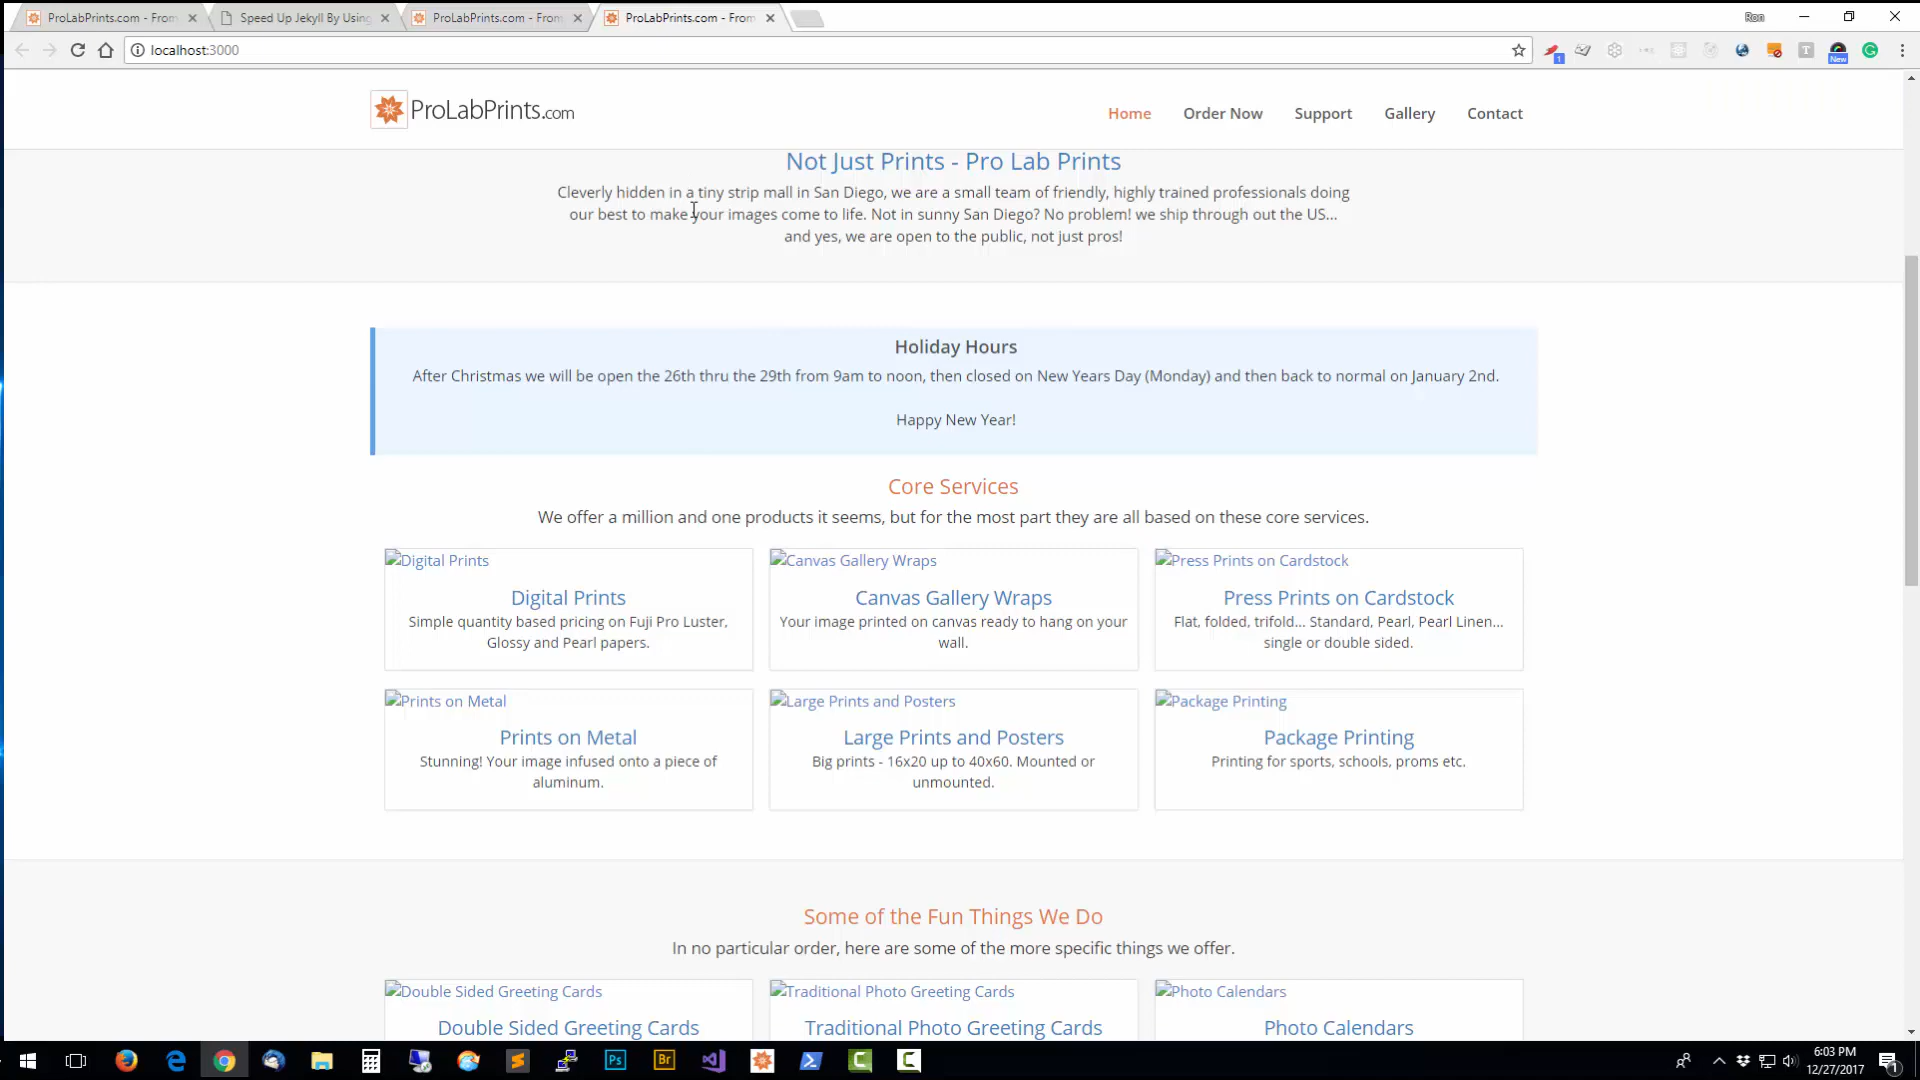 ProLabPrints.com - From
Speed Up Jekyll By Using
ProLabPrints.com - From
ProLabPrints.com - From
Ron
localhost:3000
1
T
New
ProLabPrints.com
Home Order Now Support Gallery Contact
Not Just Prints - Pro Lab Prints
Cleverly hidden in a tiny strip mall in San Diego, we are a small team of friendly, highly trained professionals doing
our best to make your images come to life. Not in sunny San Diego? No problem! we ship through out the US...
and yes, we are open to the public, not just pros!
Holiday Hours
After Christmas we will be open the 26th thru the 29th from 9am to noon, then closed on New Years Day (Monday) and then back to normal on January 2nd.
Happy New Year!
Core Services
We offer a million and one products it seems, but for the most part they are all based on these core services.
Digital Prints
Digital Prints
Simple quantity based pricing on Fuji Pro Luster,
Glossy and Pearl papers.
Canvas Gallery Wraps
Canvas Gallery Wraps
Your image printed on canvas ready to hang on your
wall.
Press Prints on Cardstock
Press Prints on Cardstock
Flat, folded, trifold... Standard, Pearl, Pearl Linen...
single or double sided.
Prints on Metal
Prints on Metal
Stunning! Your image infused onto a piece of
aluminum.
Large Prints and Posters
Large Prints and Posters
Big prints - 16x20 up to 40x60. Mounted or
unmounted.
Package Printing
Package Printing
Printing for sports, schools, proms etc.
Some of the Fun Things We Do
In no particular order, here are some of the more specific things we offer.
Double Sided Greeting Cards
Double Sided Greeting Cards
Traditional Photo Greeting Cards
Traditional Photo Greeting Cards
Photo Calendars
Photo Calendars
Ps
Br
6:03 PM
12/27/2017
1